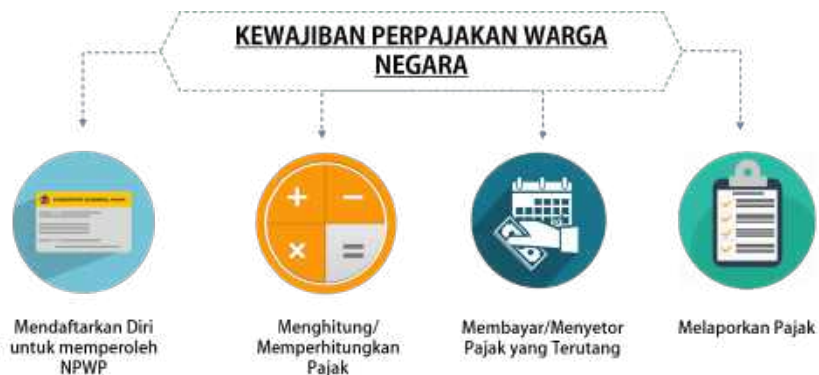 KEWAJIBAN PERPAJAKAN WARGA
NEGARA
Mendaftarkan Diri
untuk memperoleh
NPWP
Menghitung/
Memperhitungkan
Pajak
Membayar/Menyetor
Pajak yang Terutang
Melaporkan Pajak